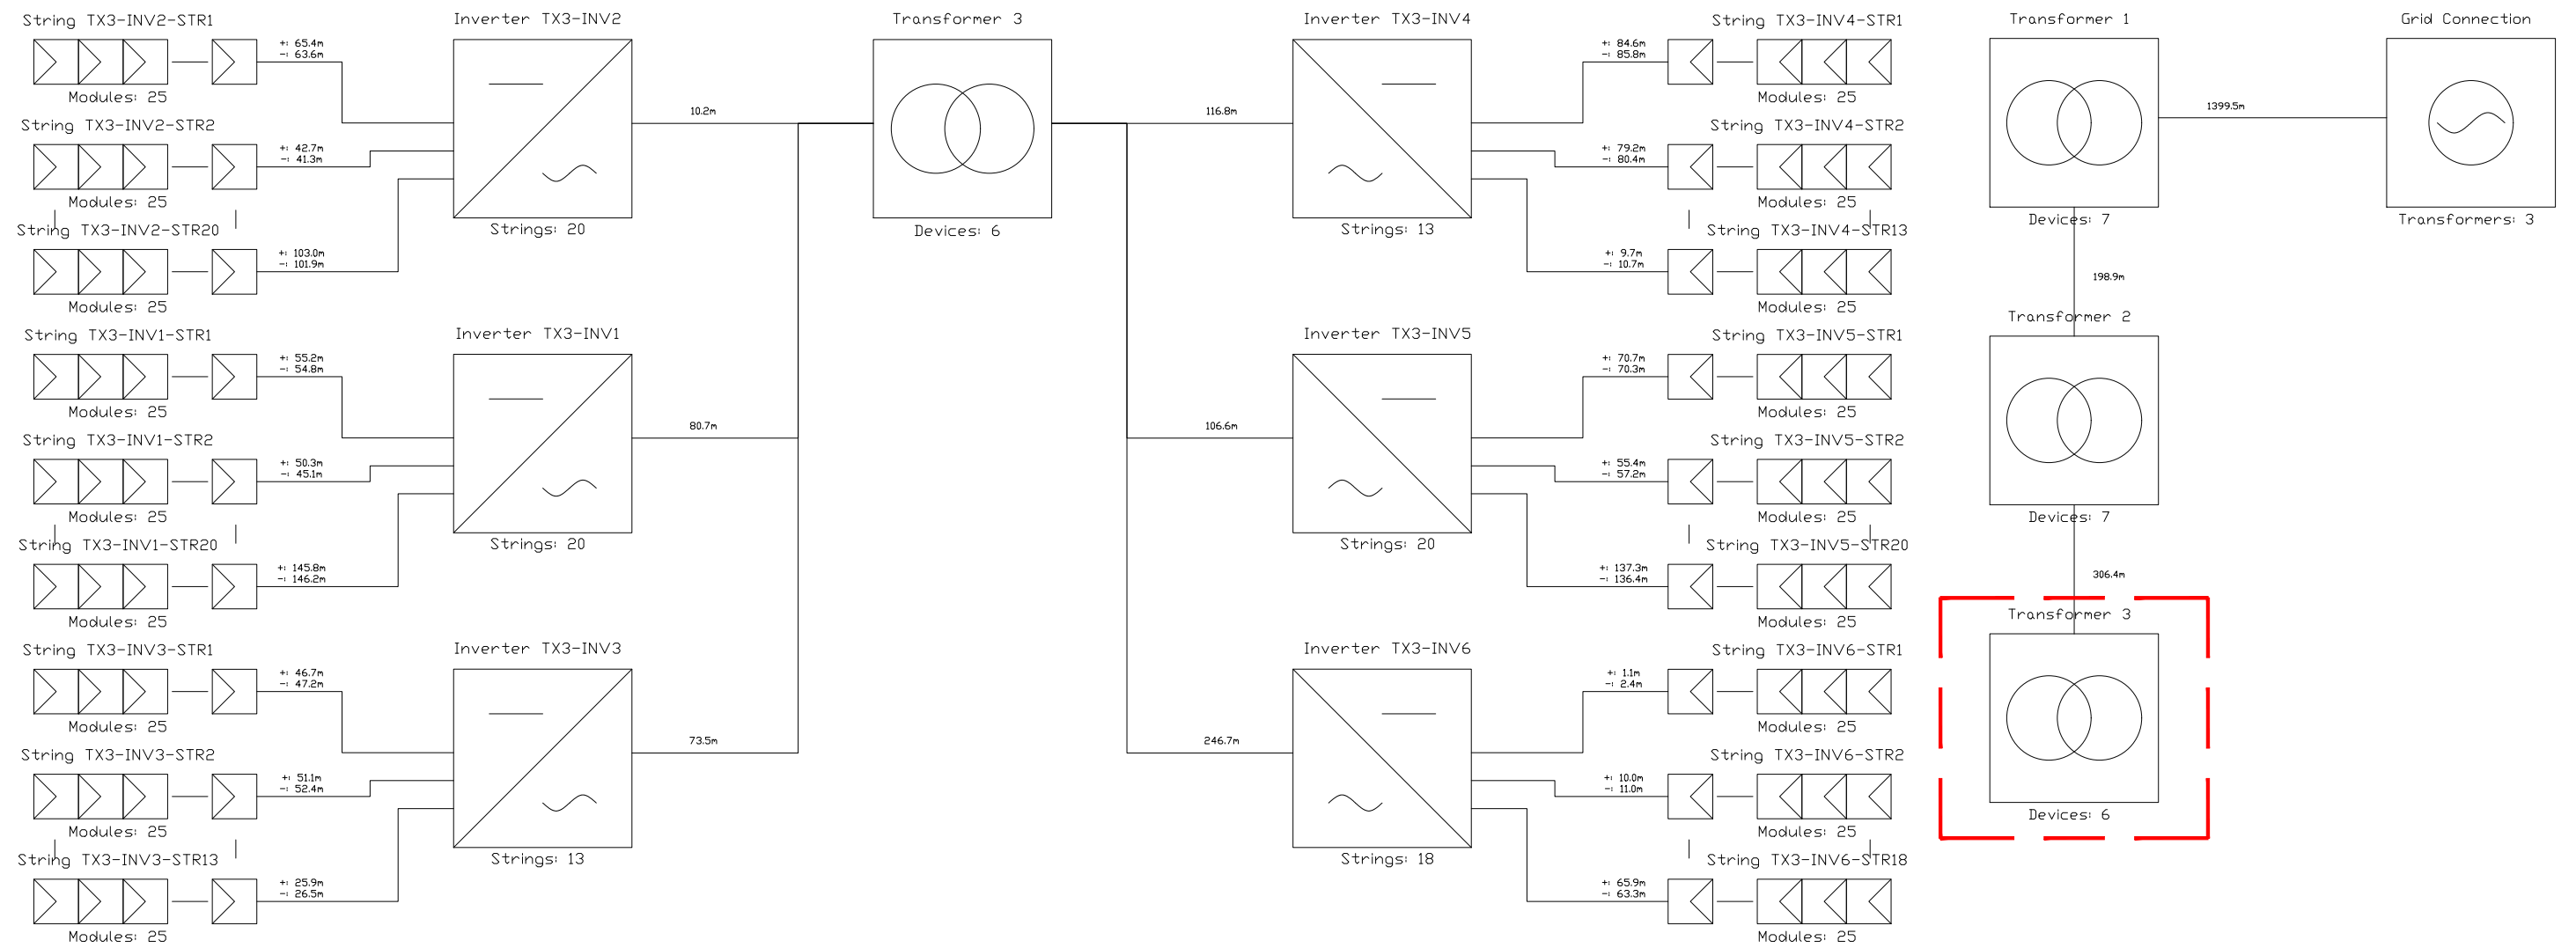 String TX3-INV2-STR1
+: 65.4m
-: 63.6m
Modules: 25
String TX3-INV2-STR2
+: 42.7m
-: 41.3m
Modules: 25
String TX3-INV2-STR20
+: 103.0m
-: 101.9m
Modules: 25
Inverter TX3-INV2
Strings: 20
10.2m
String TX3-INV1-STR1
+: 55.2m
-: 54.8m
Modules: 25
String TX3-INV1-STR2
+: 50.3m
-: 45.1m
Modules: 25
String TX3-INV1-STR20
+: 145.8m
-: 146.2m
Modules: 25
Inverter TX3-INV1
Strings: 20
80.7m
String TX3-INV3-STR1
+: 46.7m
-: 47.2m
Modules: 25
String TX3-INV3-STR2
+: 51.1m
-: 52.4m
Modules: 25
String TX3-INV3-STR13
+: 25.9m
-: 26.5m
Modules: 25
Inverter TX3-INV3
Strings: 13
73.5m
Transformer 3
Devices: 6
116.8m
Inverter TX3-INV4
Strings: 13
String TX3-INV4-STR1
+: 84.6m
-: 85.8m
Modules: 25
String TX3-INV4-STR2
+: 79.2m
-: 80.4m
Modules: 25
String TX3-INV4-STR13
+: 9.7m
-: 10.7m
Modules: 25
106.6m
Inverter TX3-INV5
Strings: 20
String TX3-INV5-STR1
+: 70.7m
-: 70.3m
Modules: 25
String TX3-INV5-STR2
+: 55.4m
-: 57.2m
Modules: 25
String TX3-INV5-STR20
+: 137.3m
-: 136.4m
Modules: 25
246.7m
Inverter TX3-INV6
Strings: 18
String TX3-INV6-STR1
+: 1.1m
-: 2.4m
Modules: 25
String TX3-INV6-STR2
+: 10.0m
-: 11.0m
Modules: 25
String TX3-INV6-STR18
+: 65.9m
-: 63.3m
Modules: 25
Transformer 1
Devices: 7
1399.5m
Grid Connection
Transformers: 3
198.9m
Transformer 2
Devices: 7
306.4m
Transformer 3
Devices: 6